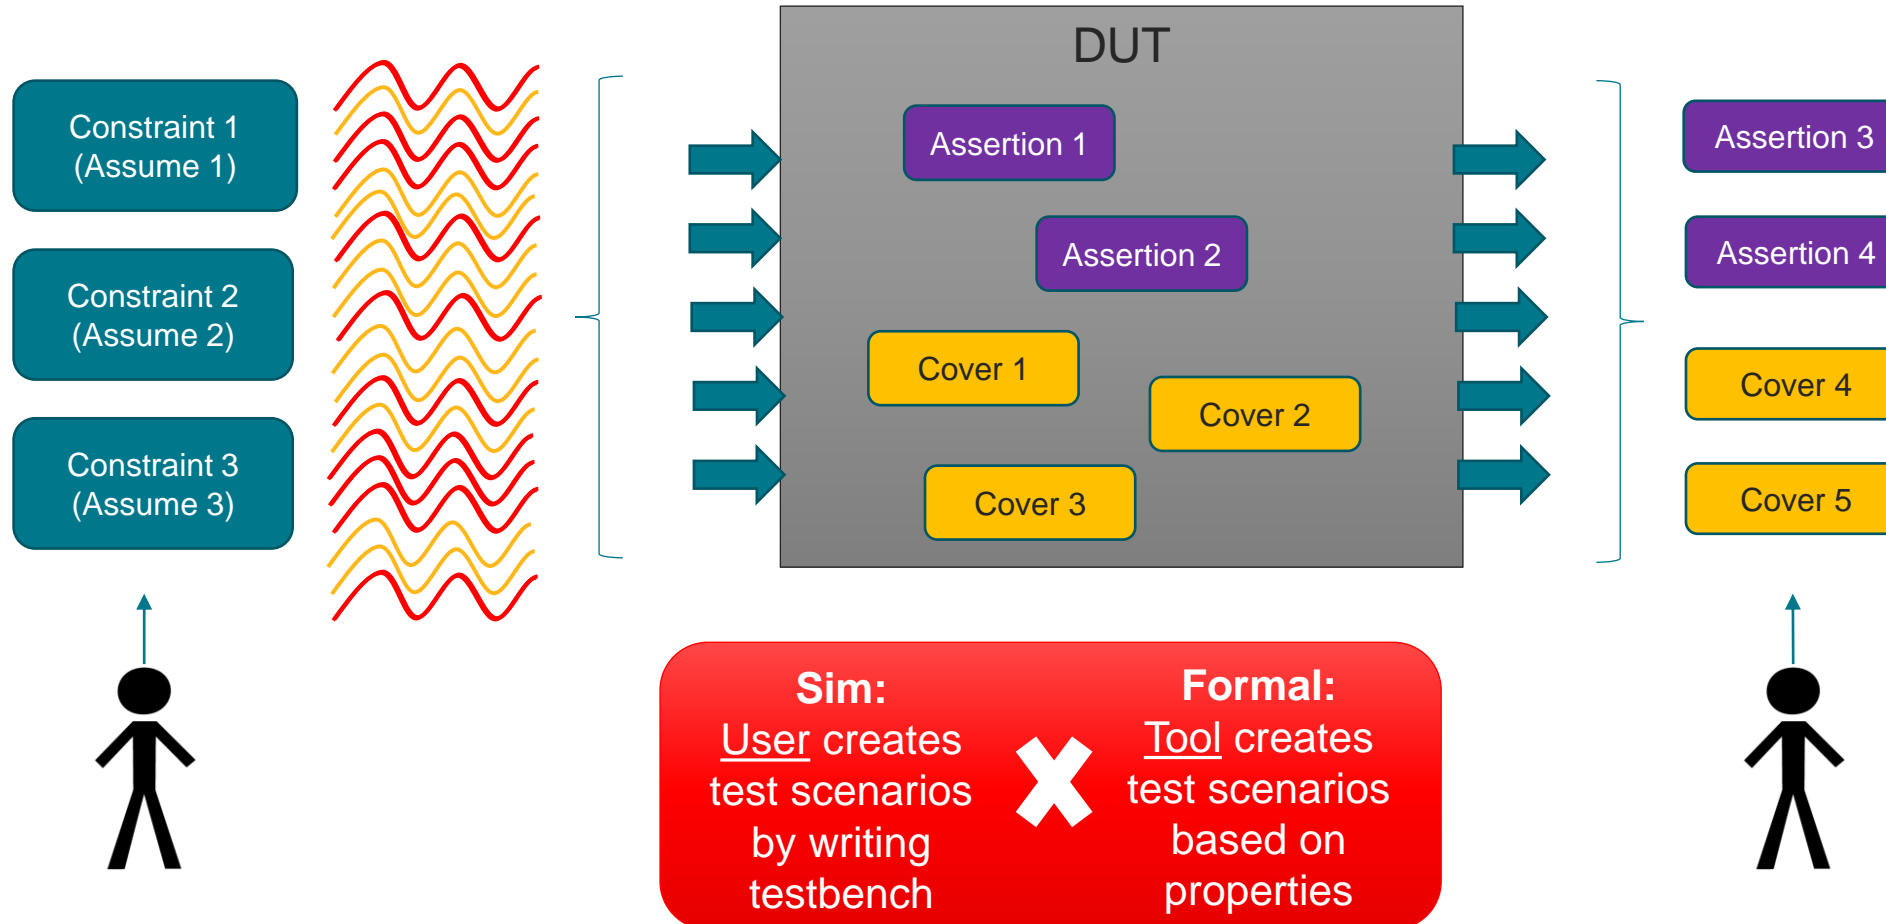 DUT
Constraint 1
(Assume 1)
Constraint 2
(Assume 2)
Constraint 3
(Assume 3)
Assertion 1
Assertion 2
Cover 1
Cover 2
Cover 3
Assertion 3
Assertion 4
Cover 4
Cover 5
Sim:
User creates
test scenarios
by writing
testbench
Formal:
Tool creates
test scenarios
based on
properties